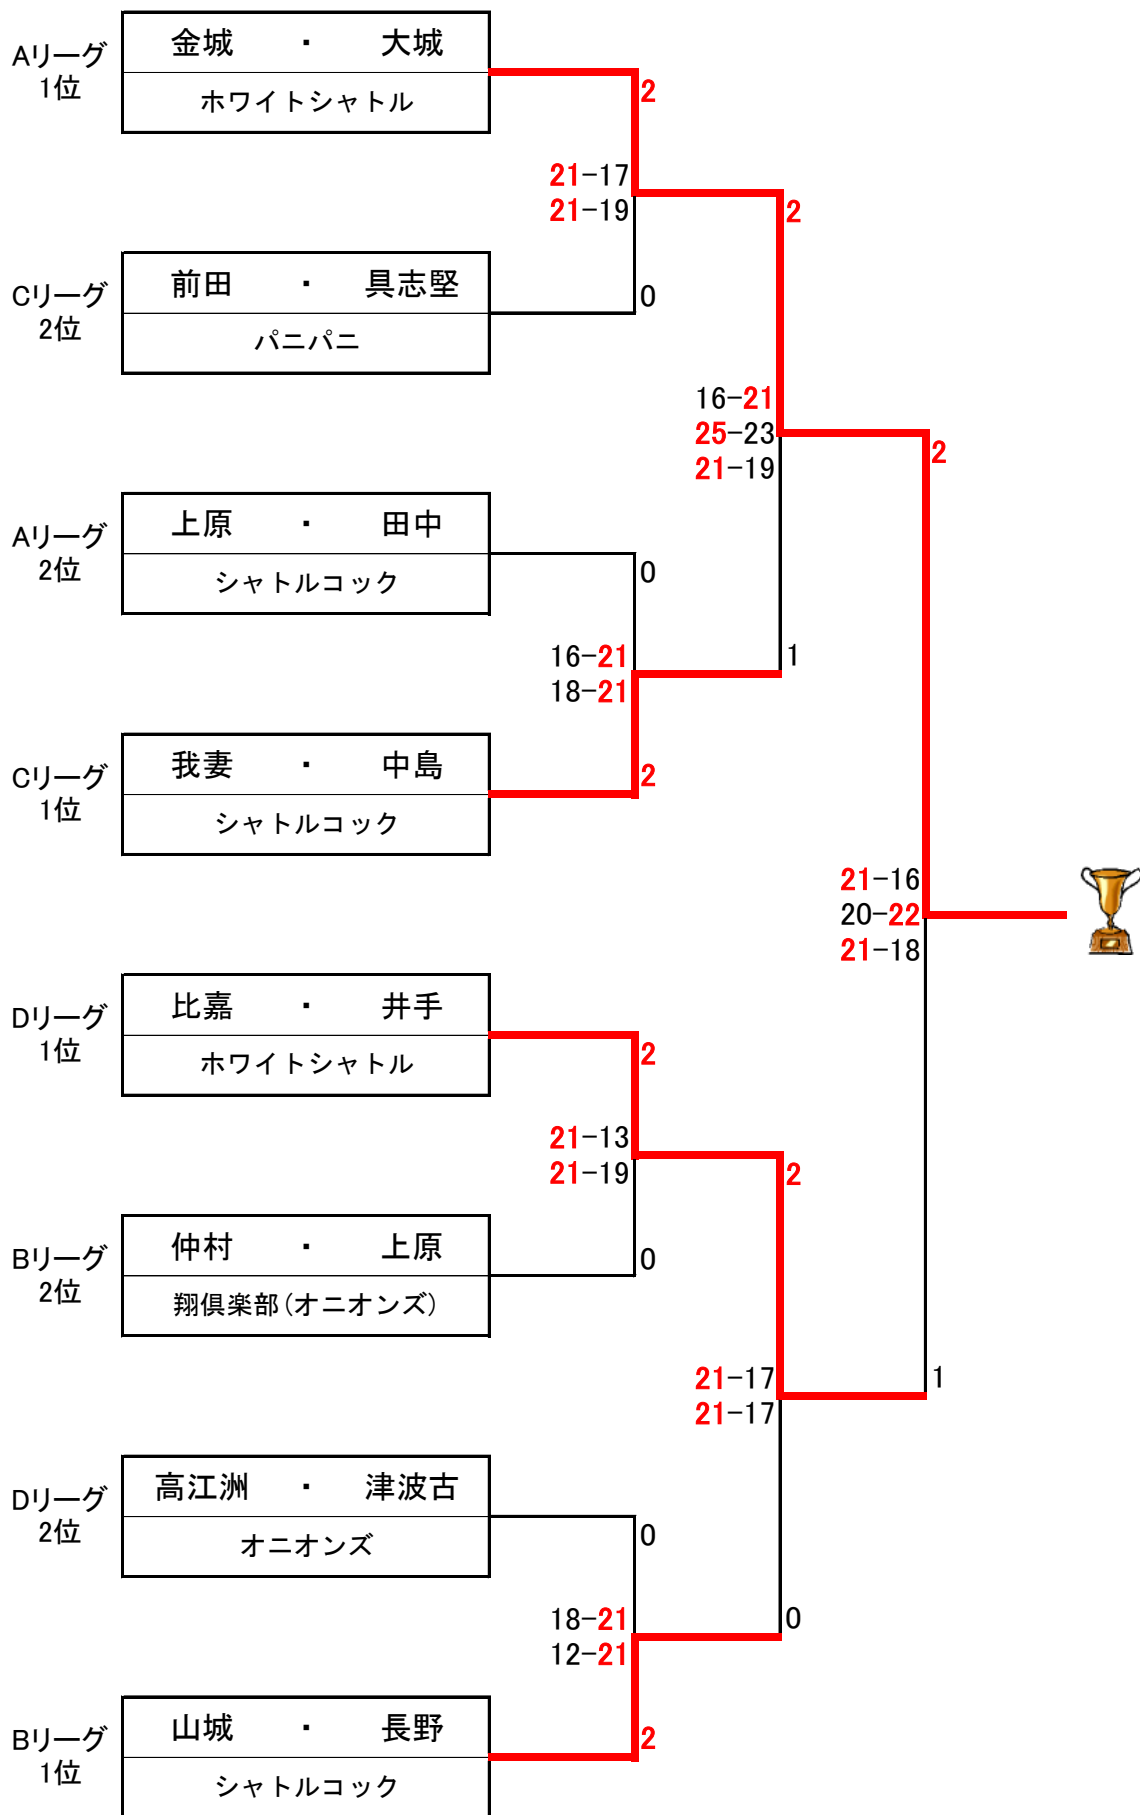 Aリーグ
1位
金城 ・ 大城
ホワイトシャトル
2
21-17
21-19
2
Cリーグ
2位
前田 ・ 具志堅
パニパニ
0
16-21
25-23
21-19
2
Aリーグ
2位
上原 ・ 田中
シャトルコック
0
16-21
18-21
1
Cリーグ
1位
我妻 ・ 中島
シャトルコック
2
21-16
20-22
21-18
Dリーグ
1位
比嘉 ・ 井手
ホワイトシャトル
2
21-13
21-19
2
Bリーグ
2位
仲村 ・ 上原
翔倶楽部(オニオンズ)
0
21-17
21-17
1
Dリーグ
2位
高江洲 ・ 津波古
オニオンズ
0
18-21
12-21
0
Bリーグ
1位
山城 ・ 長野
シャトルコック
2